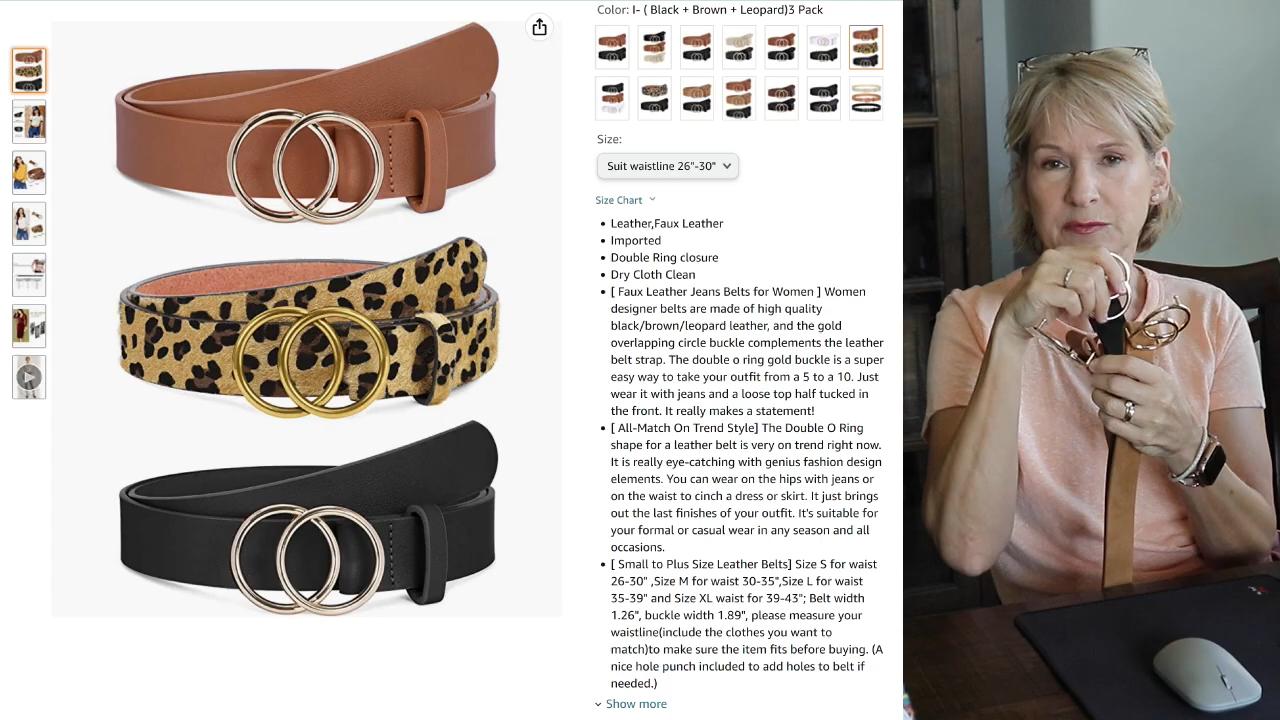 Color: I- ( Black + Brown + Leopard)3 Pack
Size:
Suit waistline 26"-30"
Size Chart
• Leather,Faux Leather
• Imported
• Double Ring closure
• Dry Cloth Clean
• [ Faux Leather Jeans Belts for Women ] Women
designer belts are made of high quality
black/brown/leopard leather, and the gold
overlapping circle buckle complements the leather
belt strap. The double o ring gold buckle is a super
easy way to take your outfit from a 5 to a 10. Just
wear it with jeans and a loose top half tucked in
the front. It really makes a statement!
• [ All-Match On Trend Style] The Double O Ring
shape for a leather belt is very on trend right now.
It is really eye-catching with genius fashion design
elements. You can wear on the hips with jeans or
on the waist to cinch a dress or skirt. It just brings
out the last finishes of your outfit. It's suitable for
your formal or casual wear in any season and all
occasions.
• [ Small to Plus Size Leather Belts] Size S for waist
26-30" ,Size M for waist 30-35",Size L for waist
35-39" and Size XL waist for 39-43"; Belt width
1.26", buckle width 1.89", please measure your
waistline(include the clothes you want to
match)to make sure the item fits before buying. (A
nice hole punch included to add holes to belt if
needed.)
Show more